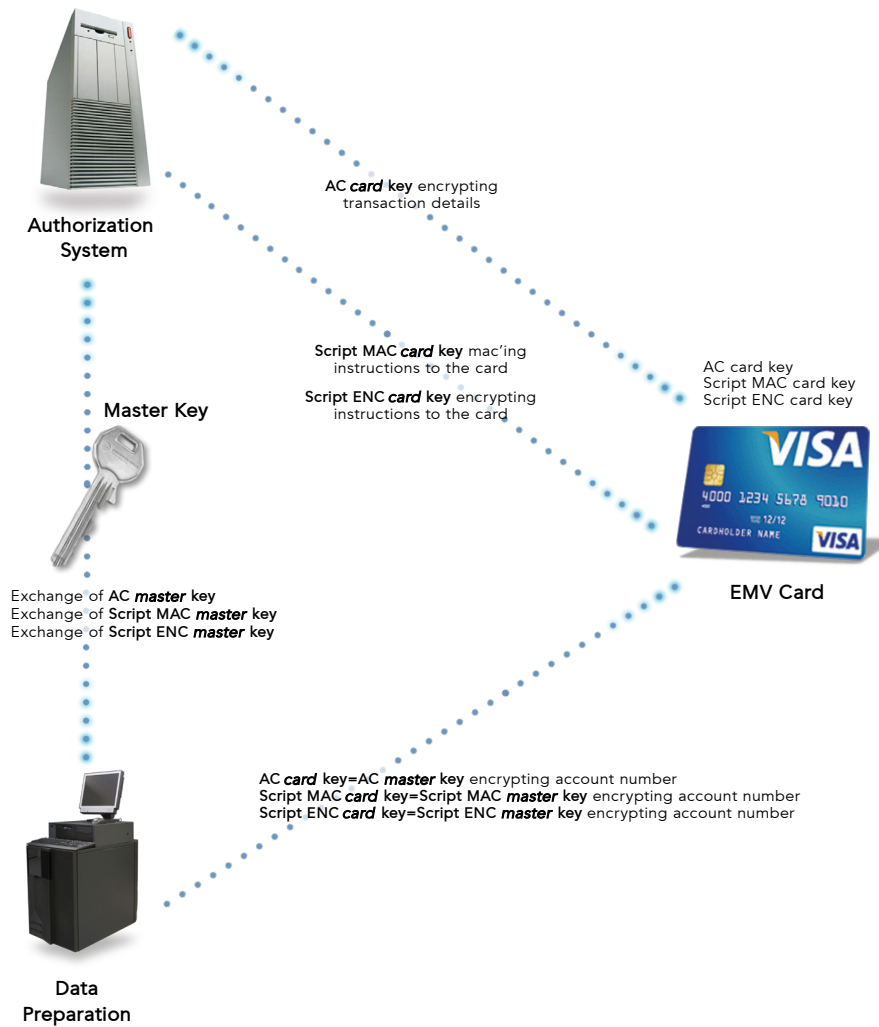 Authorization
System
AC card key encrypting
transaction details
Script MAC card key mac’ing
instructions to the card
Script ENC card key encrypting
instructions to the card
AC card key
Script MAC card key
Script ENC card key
Master Key
VISA
4000 1234 5678 9010
12/12
CARDHOLDER NAME
VISA
EMV Card
Exchange of AC master key
Exchange of Script MAC master key
Exchange of Script ENC master key
AC card key=AC master key encrypting account number
Script MAC card key=Script MAC master key encrypting account number
Script ENC card key=Script ENC master key encrypting account number
Data
Preparation